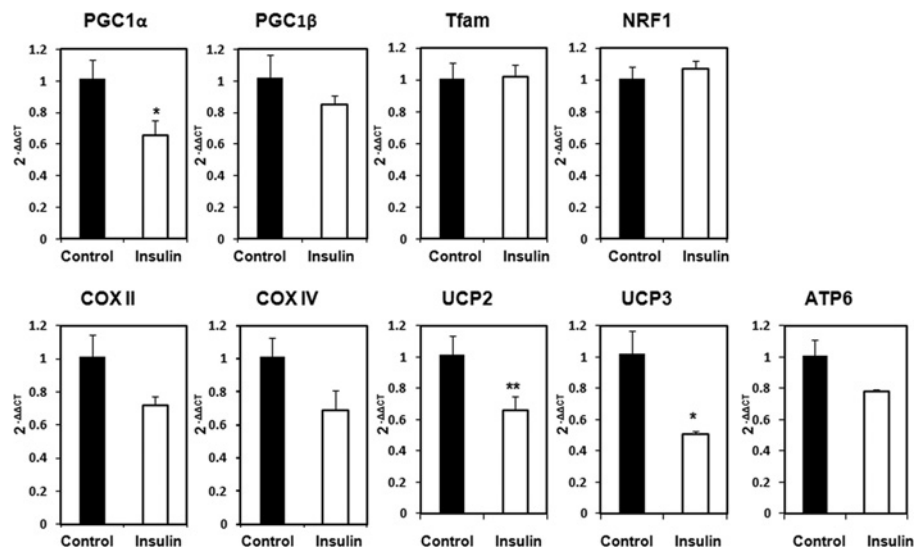 PGC1α PGC1β Tfam NRF1
1.2 1.2 1.2 1.2
1 1 1 1
* 
0.8 0.8 0.8 0.8
0.6 0.6 0.6 0.6
0.4 0.4 0.4 0.4
0.2 0.2 0.2 0.2
0 0 0 0
2-ΔΔCT 2-ΔΔCT 2-ΔΔCT 2-ΔΔCT
Control Insulin Control Insulin Control Insulin Control Insulin
COX II COX IV UCP2 UCP3 ATP6
1.2 1.2 1.2 1.2 1.2
1 1 1 1 1
0.8 0.8 0.8 0.8 0.8
** *
0.6 0.6 0.6 0.6 0.6
0.4 0.4 0.4 0.4 0.4
0.2 0.2 0.2 0.2 0.2
0 0 0 0 0
2-ΔΔCT 2-ΔΔCT 2-ΔΔCT 2-ΔΔCT 2-ΔΔCT
Control Insulin Control Insulin Control Insulin Control Insulin Control Insulin